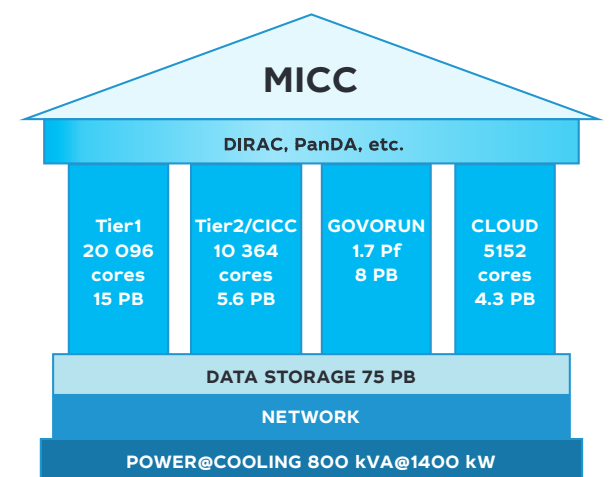 MICC
DIRAC, PanDA, etc.
Tier1
20 096
cores
15 PB
Tier2/CICC
10 364
cores
5.6 PB
GOVORUN
1.7 Pf
8 PB
CLOUD
5152
cores
4.3 PB
DATA STORAGE 75 PB
NETWORK
POWER@COOLING 800 kVA@1400 kW